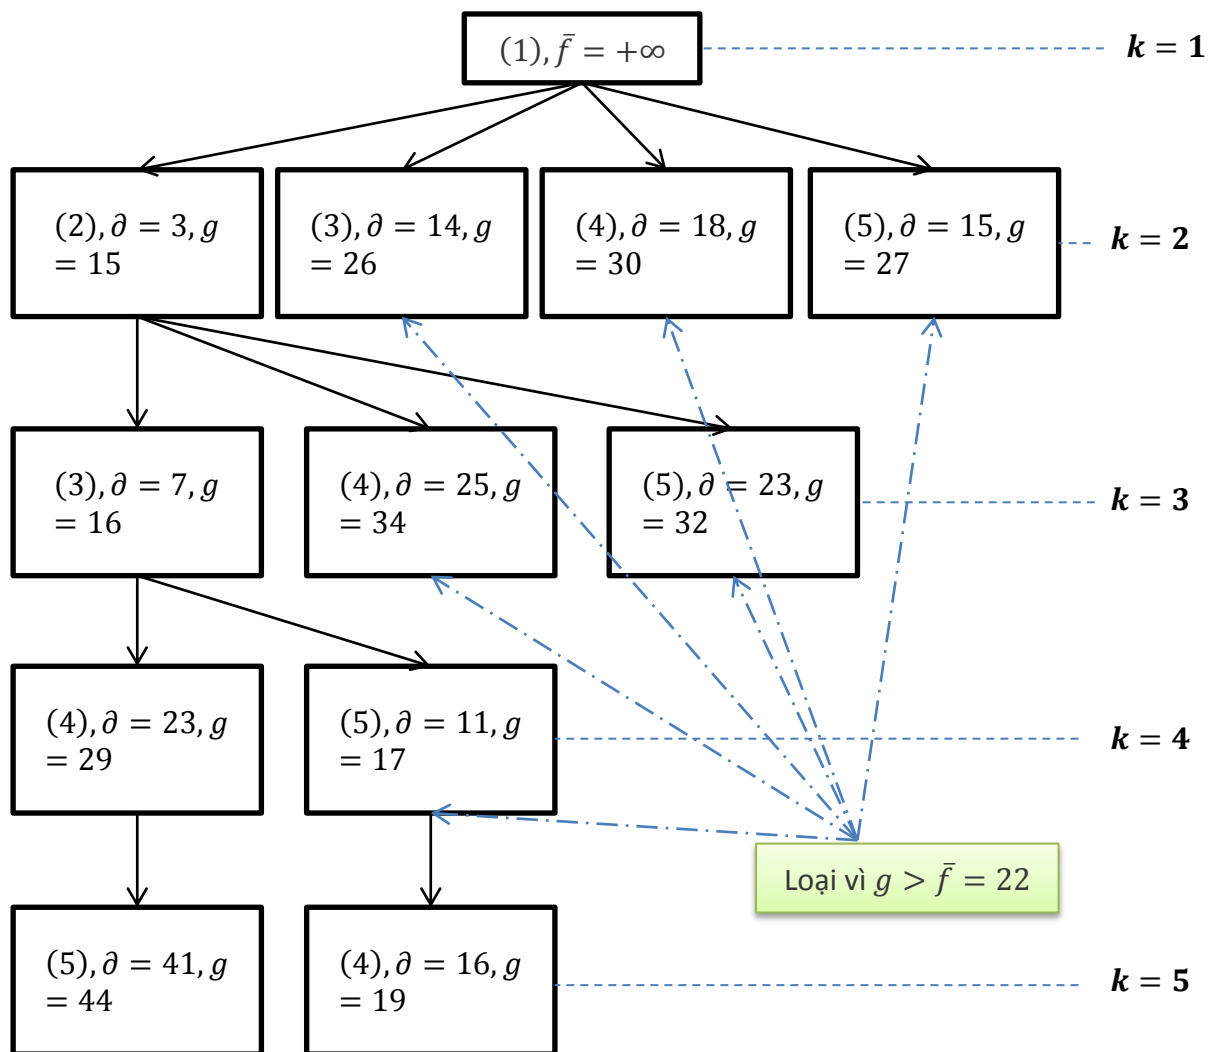 (1), f̄ = +∞
k = 1
(2), ∂ = 3, g
= 15
(3), ∂ = 14, g
= 26
(4), ∂ = 18, g
= 30
(5), ∂ = 15, g
= 27
k = 2
(3), ∂ = 7, g
= 16
(4), ∂ = 25, g
= 34
(5), ∂ = 23, g
= 32
k = 3
(4), ∂ = 23, g
= 29
(5), ∂ = 11, g
= 17
k = 4
Loại vì g > f̄ = 22
(5), ∂ = 41, g
= 44
(4), ∂ = 16, g
= 19
k = 5